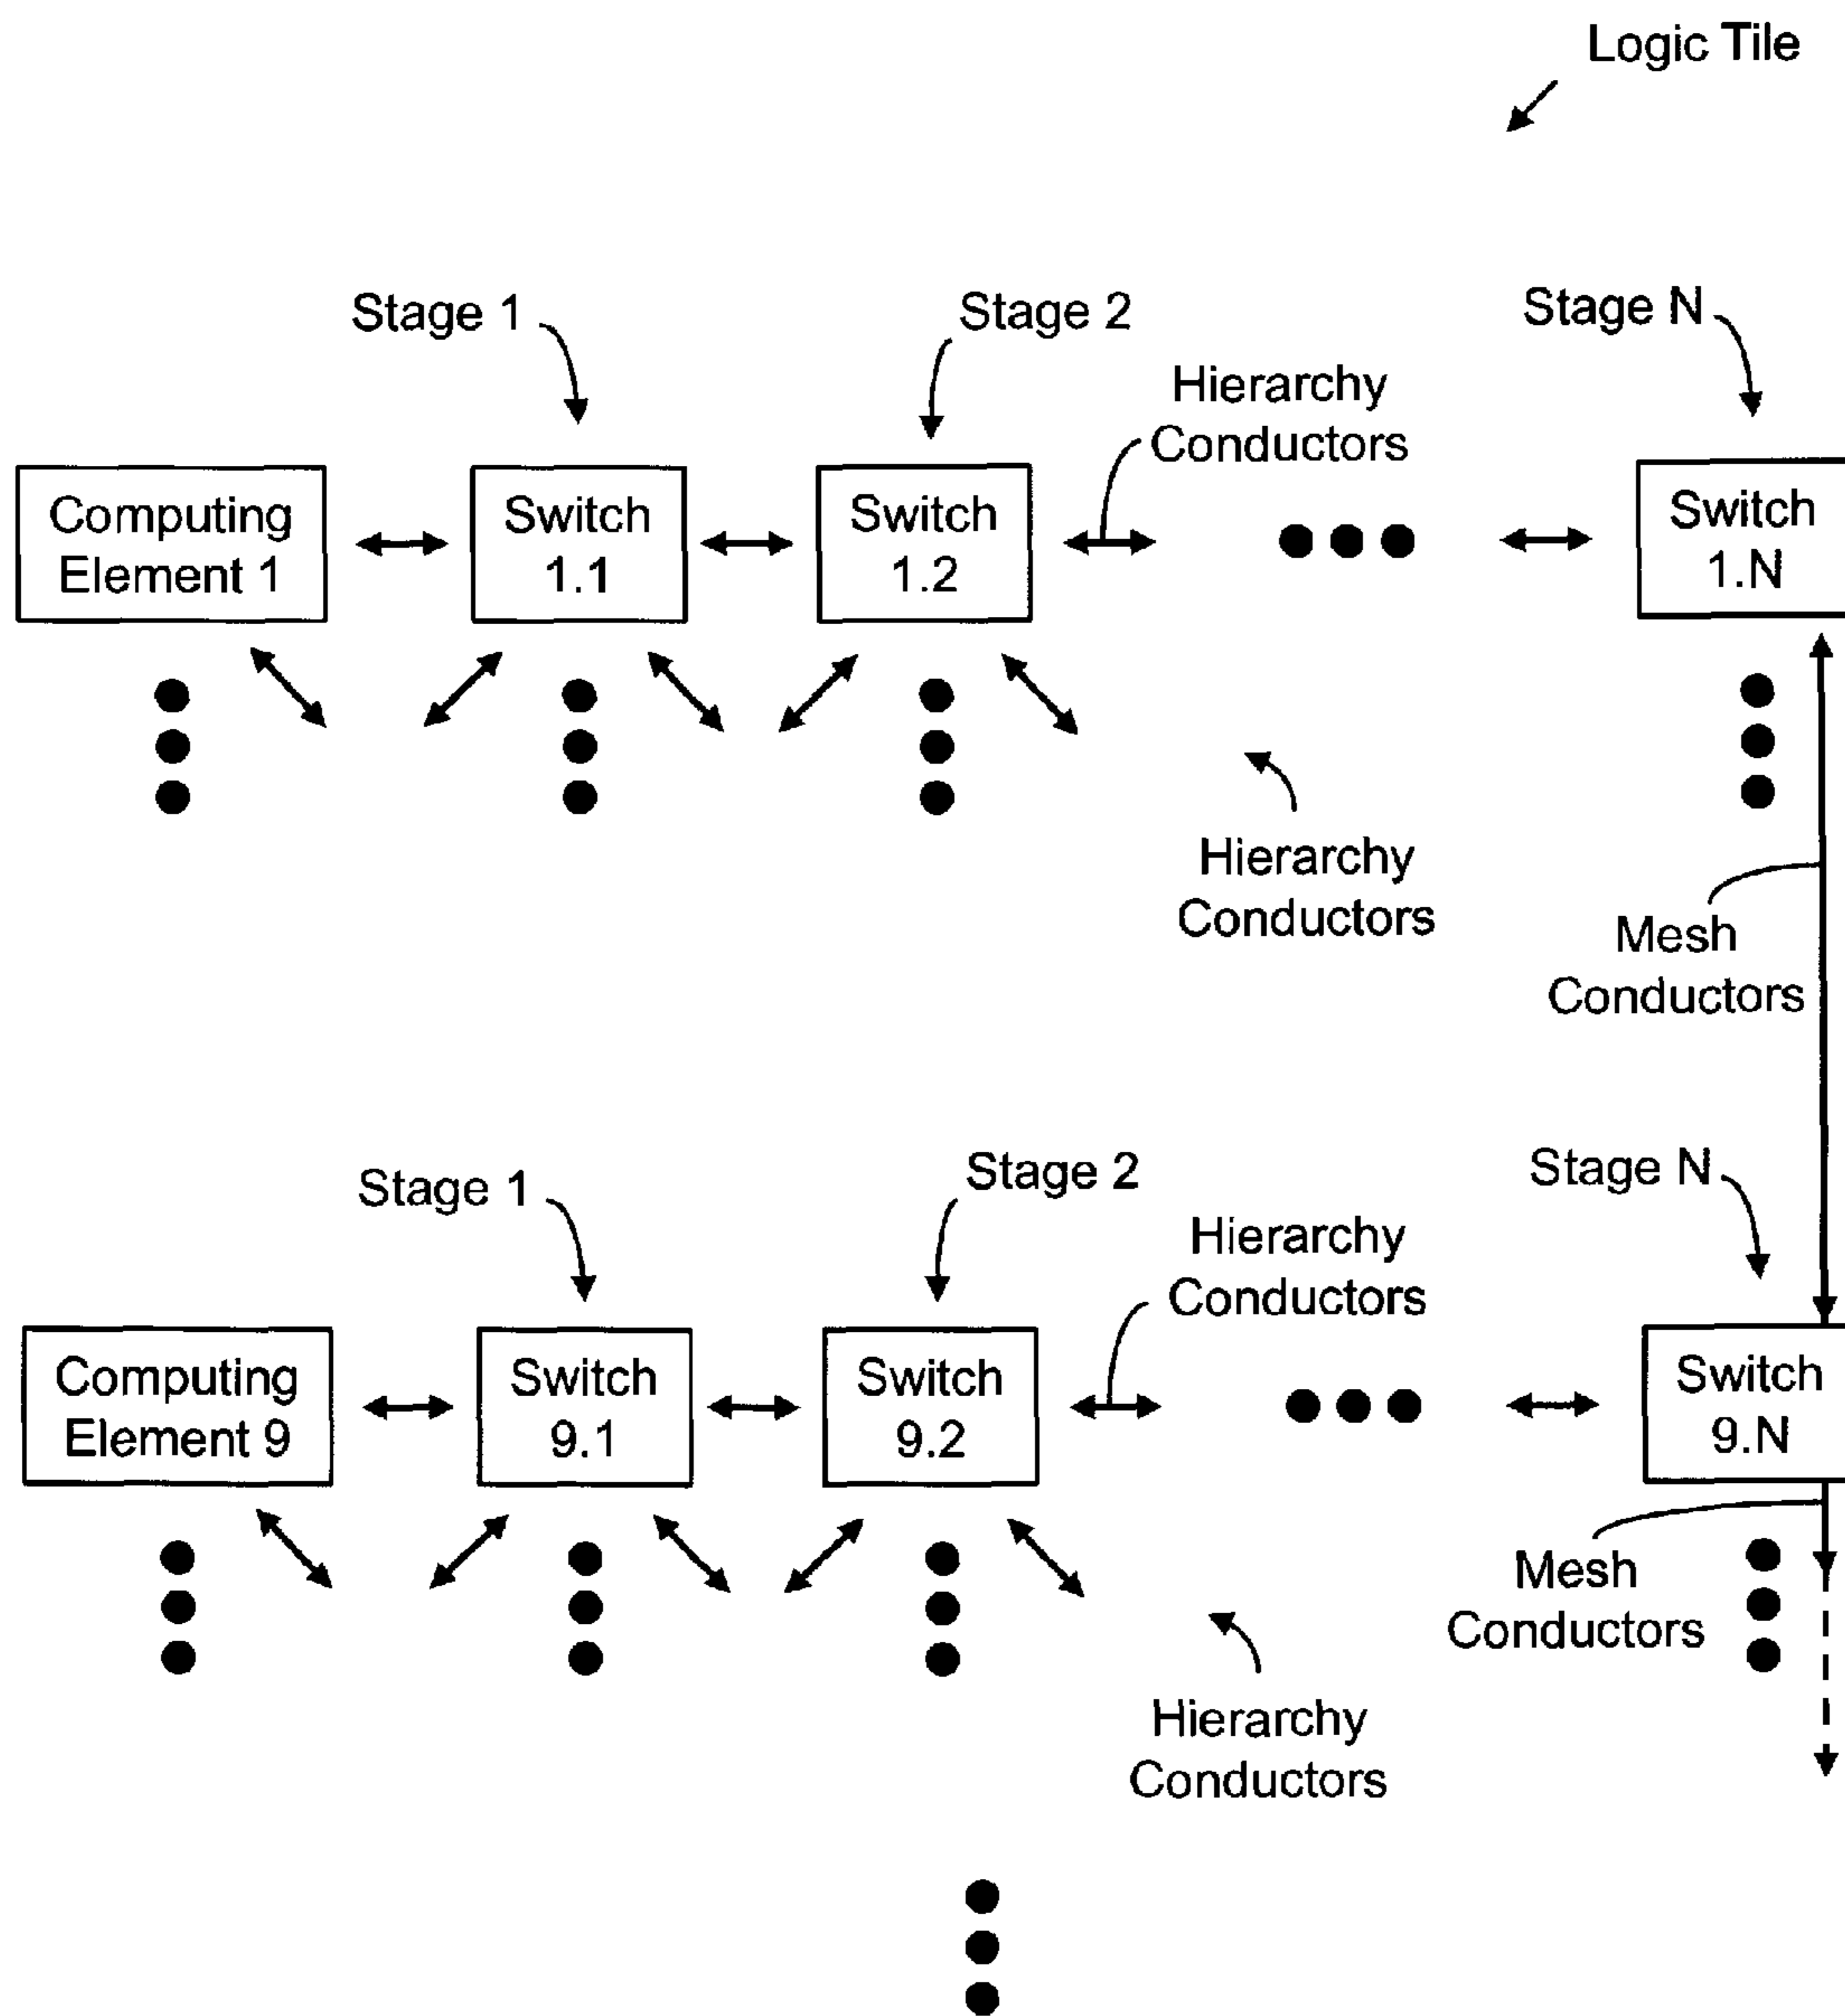 Logic Tile
Stage 1
Stage 2
Stage N
Hierarchy
Conductors
Computing
Element 1
Switch
1.1
Switch
1.2
Switch
1.N
Hierarchy
Conductors
Mesh
Conductors
Stage 1
Stage 2
Stage N
Hierarchy
Conductors
Computing
Element 9
Switch
9.1
Switch
9.2
Switch
9.N
Mesh
Conductors
Hierarchy
Conductors